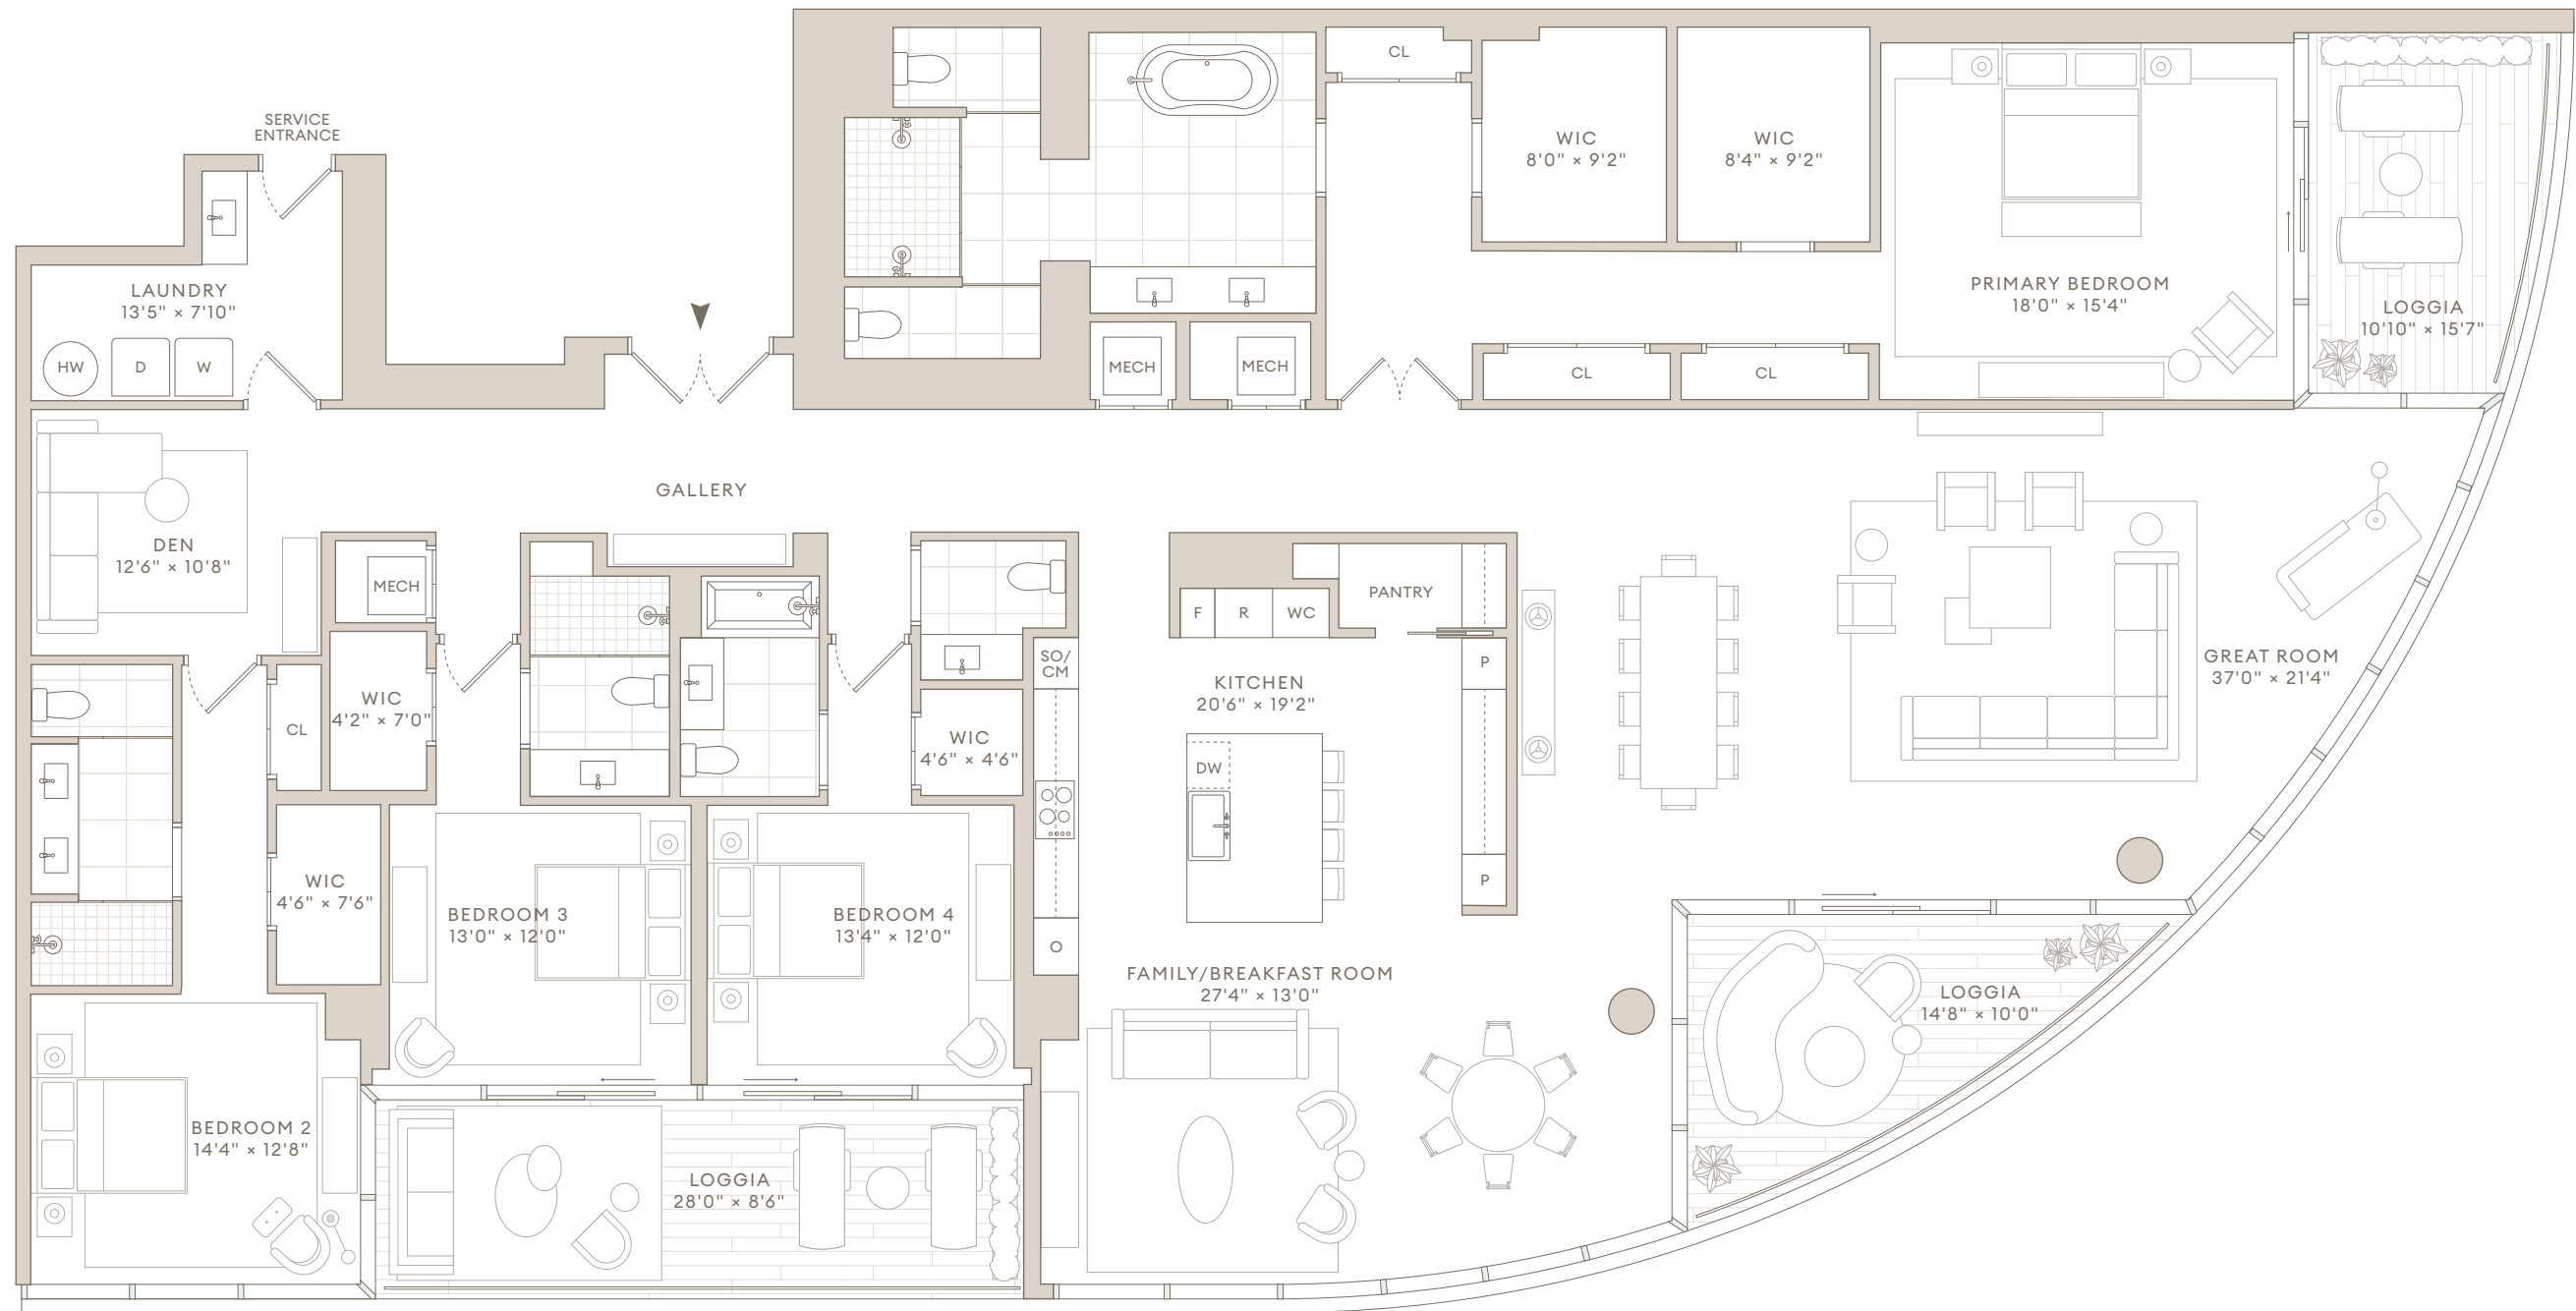 SERVICE
ENTRANCE
LAUNDRY
13'5" × 7'10"
HW
D
W
CL
WIC
8'0" × 9'2"
WIC
8'4" × 9'2"
PRIMARY BEDROOM
18'0" × 15'4"
LOGGIA
10'10" × 15'7"
MECH
MECH
CL
CL
GALLERY
DEN
12'6" × 10'8"
MECH
PANTRY
F
R
WC
SO/
CM
P
GREAT ROOM
37'0" × 21'4"
KITCHEN
20'6" × 19'2"
WIC
4'2" × 7'0"
CL
WIC
4'6" × 4'6"
DW
WIC
4'6" × 7'6"
P
BEDROOM 3
13'0" × 12'0"
BEDROOM 4
13'4" × 12'0"
O
FAMILY/BREAKFAST ROOM
27'4" × 13'0"
LOGGIA
14'8" × 10'0"
BEDROOM 2
14'4" × 12'8"
LOGGIA
28'0" × 8'6"